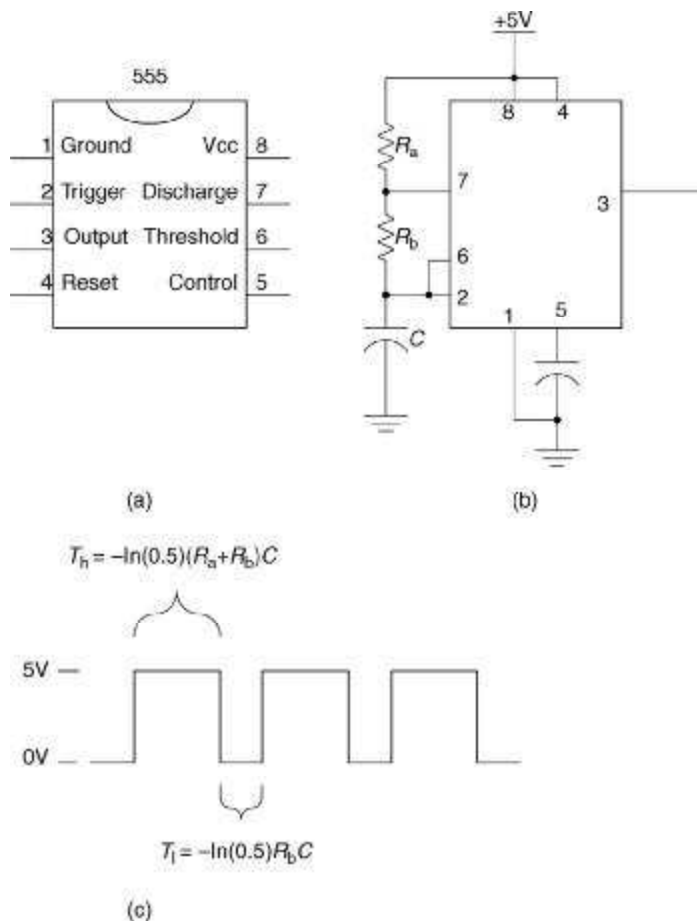 555
1 Ground Vcc 8
2 Trigger Discharge 7
3 Output Threshold 6
4 Reset Control 5
(a)
+5V
8 4
Ra
7
3
Rb
6
2
1 5
C
(b)
Th = –ln(0.5)(Ra+Rb)C
5V
0V
Tl = –ln(0.5)RbC
(c)